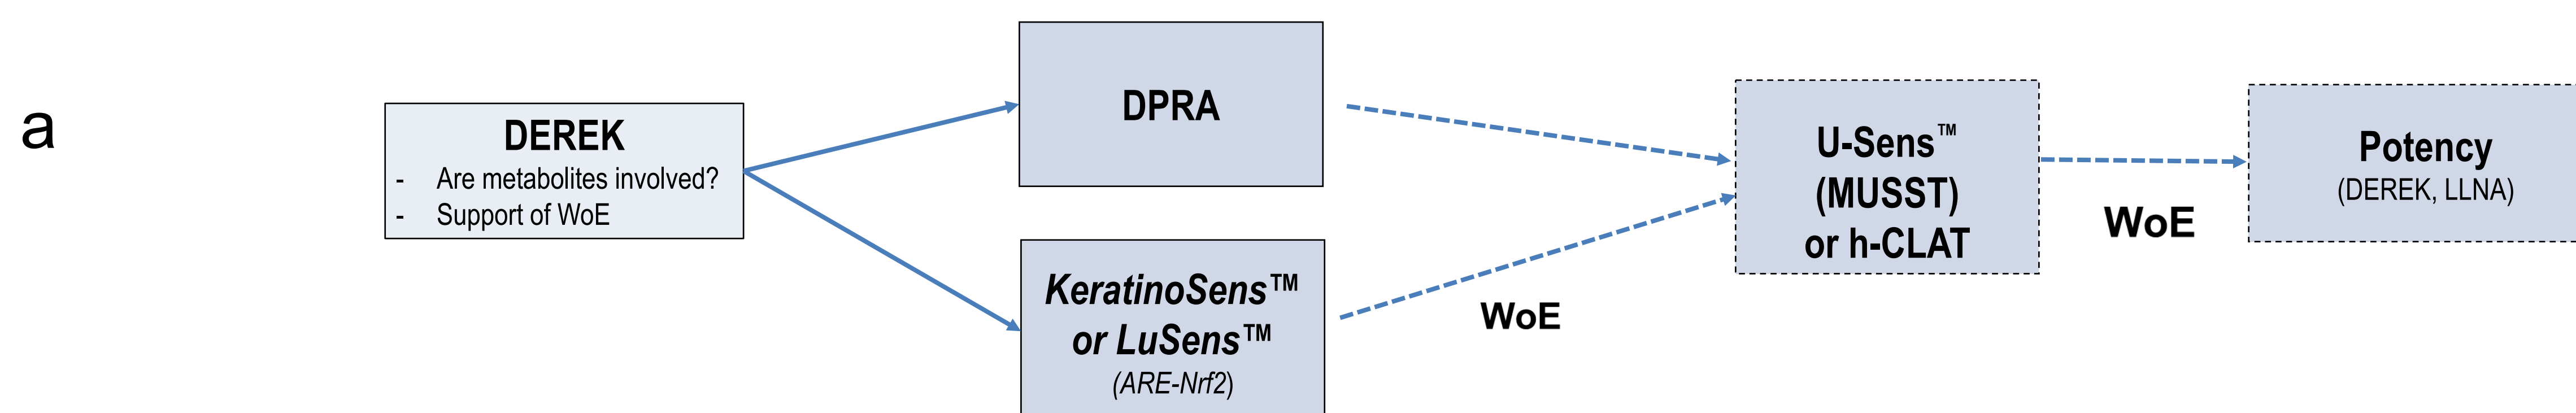 a
DEREK
- Are metabolites involved?
- Support of WoE
DPRA
KeratinoSens™
or LuSens™
(ARE-Nrf2)
WoE
U-Sens™
(MUSST)
or h-CLAT
WoE
Potency
(DEREK, LLNA)